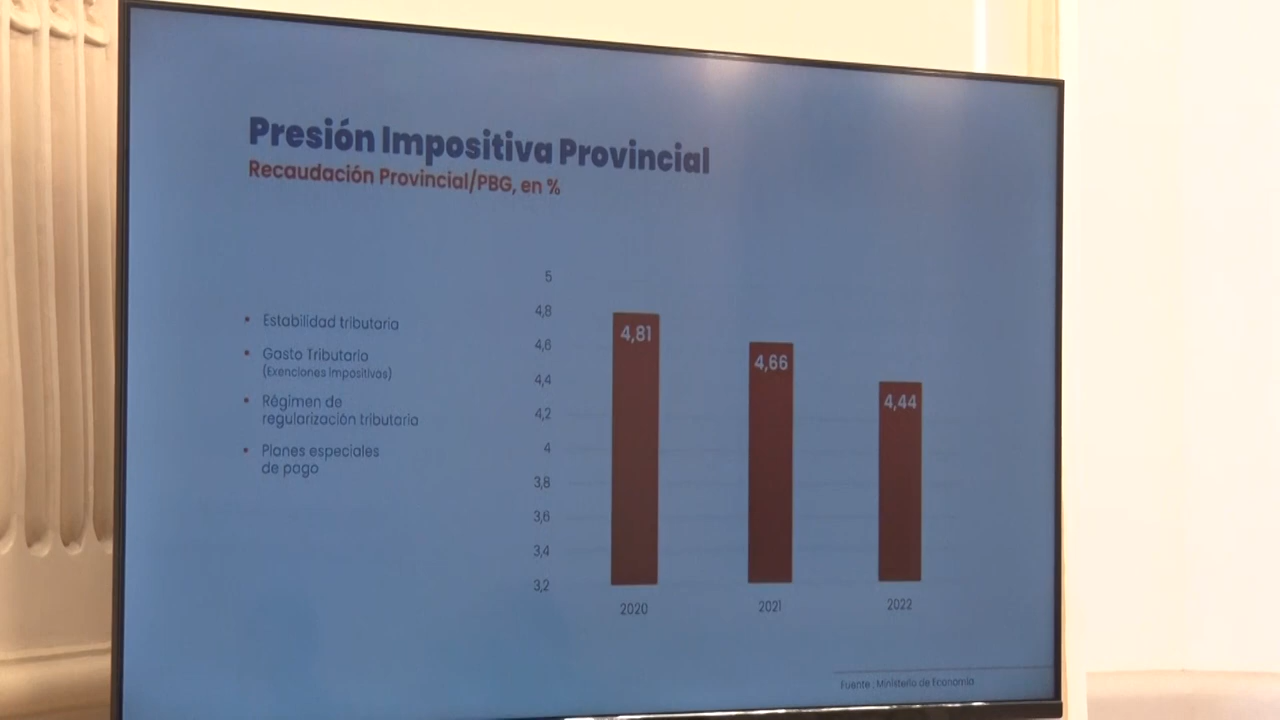 Presión Impositiva Provincial
Recaudación Provincial/PBG, en %
• Estabilidad tributaria
• Gasto Tributario
(Exenciones Impositivas)
• Régimen de
regularización tributaria
• Planes especiales
de pago
5
4,8
4,6
4,4
4,2
4
3,8
3,6
3,4
3,2
4,81
4,66
4,44
2020
2021
2022
Fuente : Ministerio de Economía